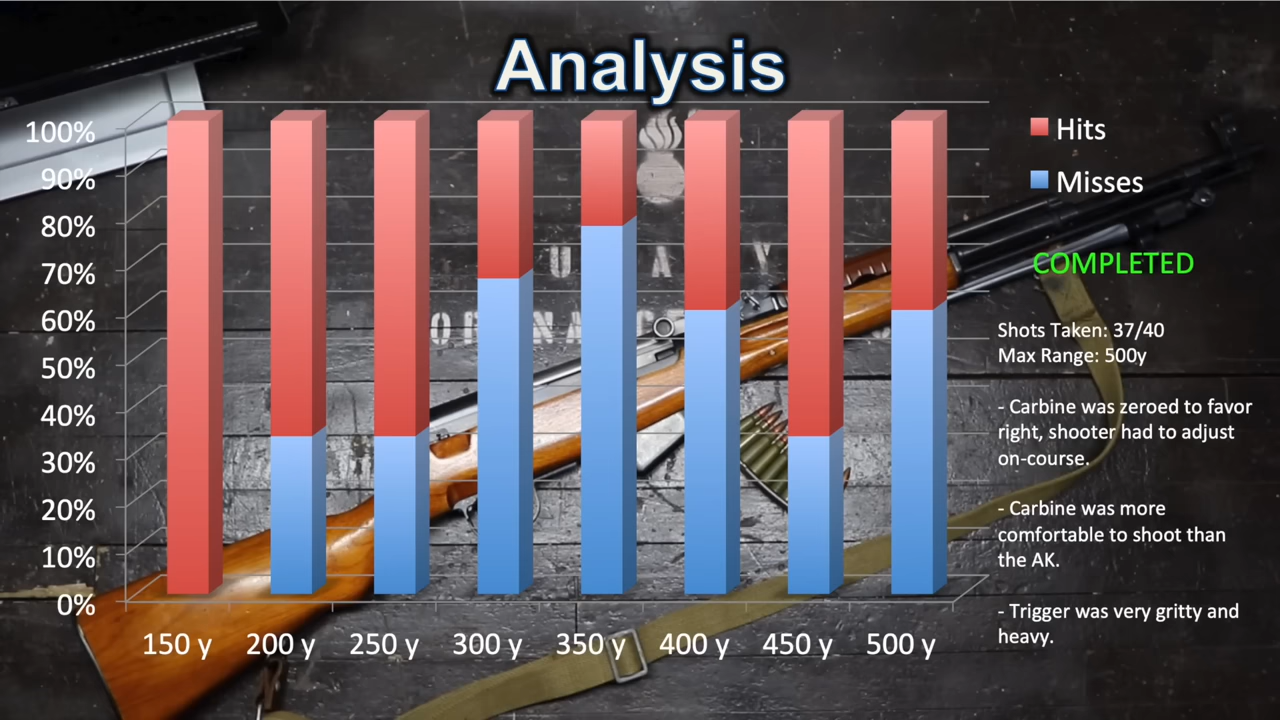 Analysis
100%
90%
80%
70%
60%
50%
40%
30%
20%
10%
0%
150 y 200 y 250 y 300 y 350 y 400 y 450 y 500 y
Hits
Misses
COMPLETED
Shots Taken: 37/40
Max Range: 500y
- Carbine was zeroed to favor
right, shooter had to adjust
on-course.
- Carbine was more
comfortable to shoot than
the AK.
- Trigger was very gritty and
heavy.